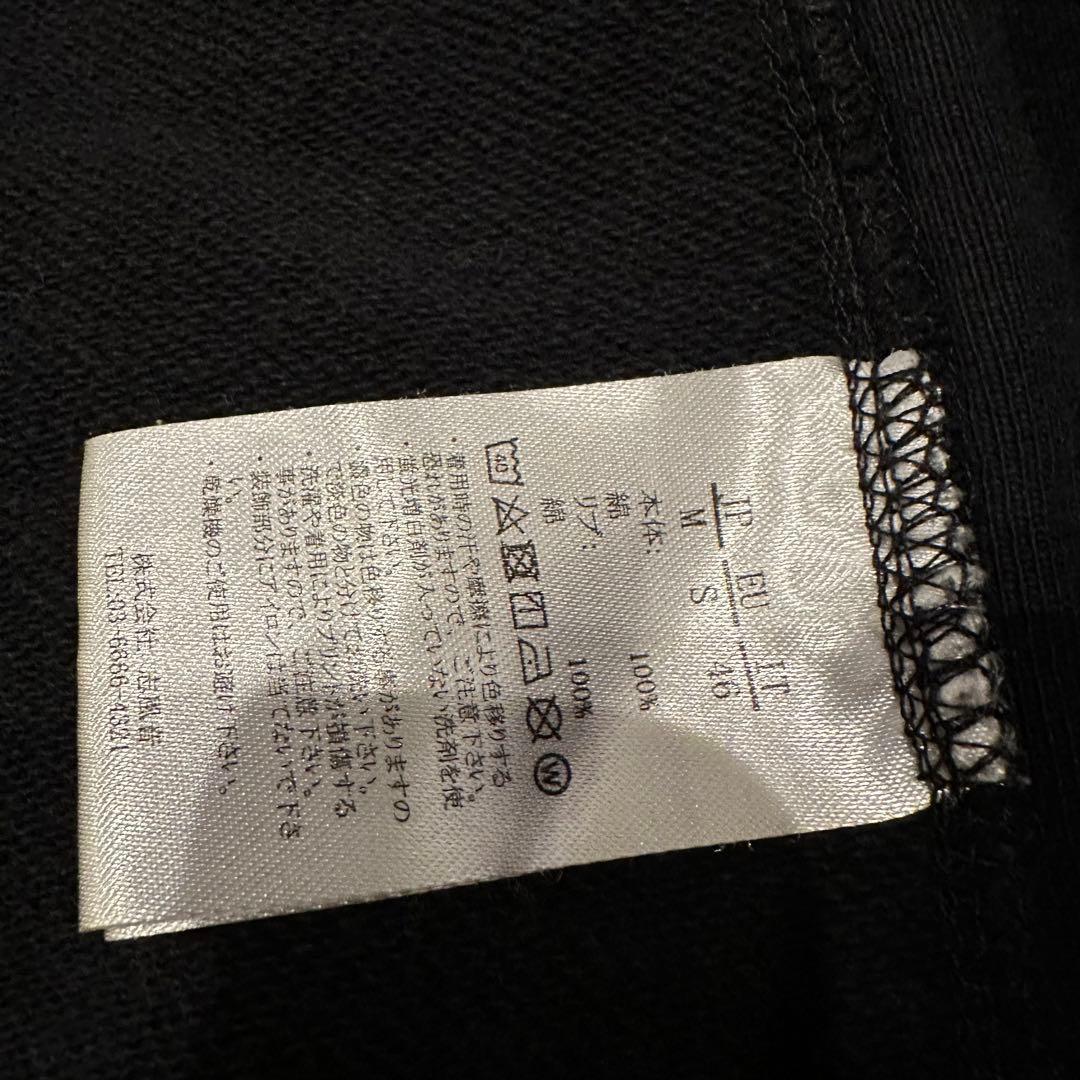 JP EU IT
M S 46
本体:
綿 100%
リブ:
綿 100%
40
W
・着用時の汗や摩擦により色移りする
恐れがありますので、ご注意下さい。
・蛍光増白剤が入っていない洗剤を使
用して下さい。
・濃色の物は色移りする事がありますの
で淡色の物と分けてお洗い下さい。
・洗濯や着用によりプリントが損傷する
事がありますので、ご注意下さい。
・装飾部分にアイロンは当てないで下さ
い。
・乾燥機のご使用はお避け下さい。
株式会社
TEL:03-6666-4321